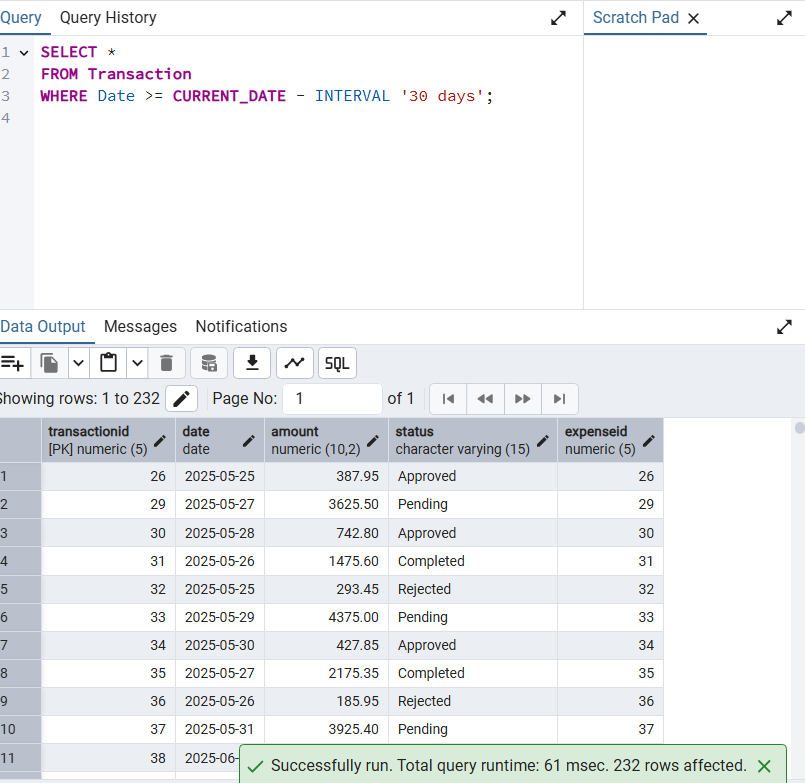 Query Query History Scratch Pad
1 SELECT *
2 FROM Transaction
3 WHERE Date >= CURRENT_DATE - INTERVAL '30 days';
4
Data Output Messages Notifications
SQL
howing rows: 1 to 232 Page No: 1 of 1
transactionid date amount status expenseid
[PK] numeric (5) date numeric (10,2) character varying (15) numeric (5)
1 26 2025-05-25 387.95 Approved 26
2 29 2025-05-27 3625.50 Pending 29
3 30 2025-05-28 742.80 Approved 30
4 31 2025-05-26 1475.60 Completed 31
5 32 2025-05-25 293.45 Rejected 32
6 33 2025-05-29 4375.00 Pending 33
7 34 2025-05-30 427.85 Approved 34
8 35 2025-05-27 2175.35 Completed 35
9 36 2025-05-26 185.95 Rejected 36
10 37 2025-05-31 3925.40 Pending 37
11 38 2025-06-
Successfully run. Total query runtime: 61 msec. 232 rows affected.